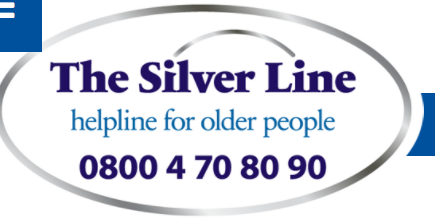 The Silver Line
helpline for older people
0800 4 70 80 90